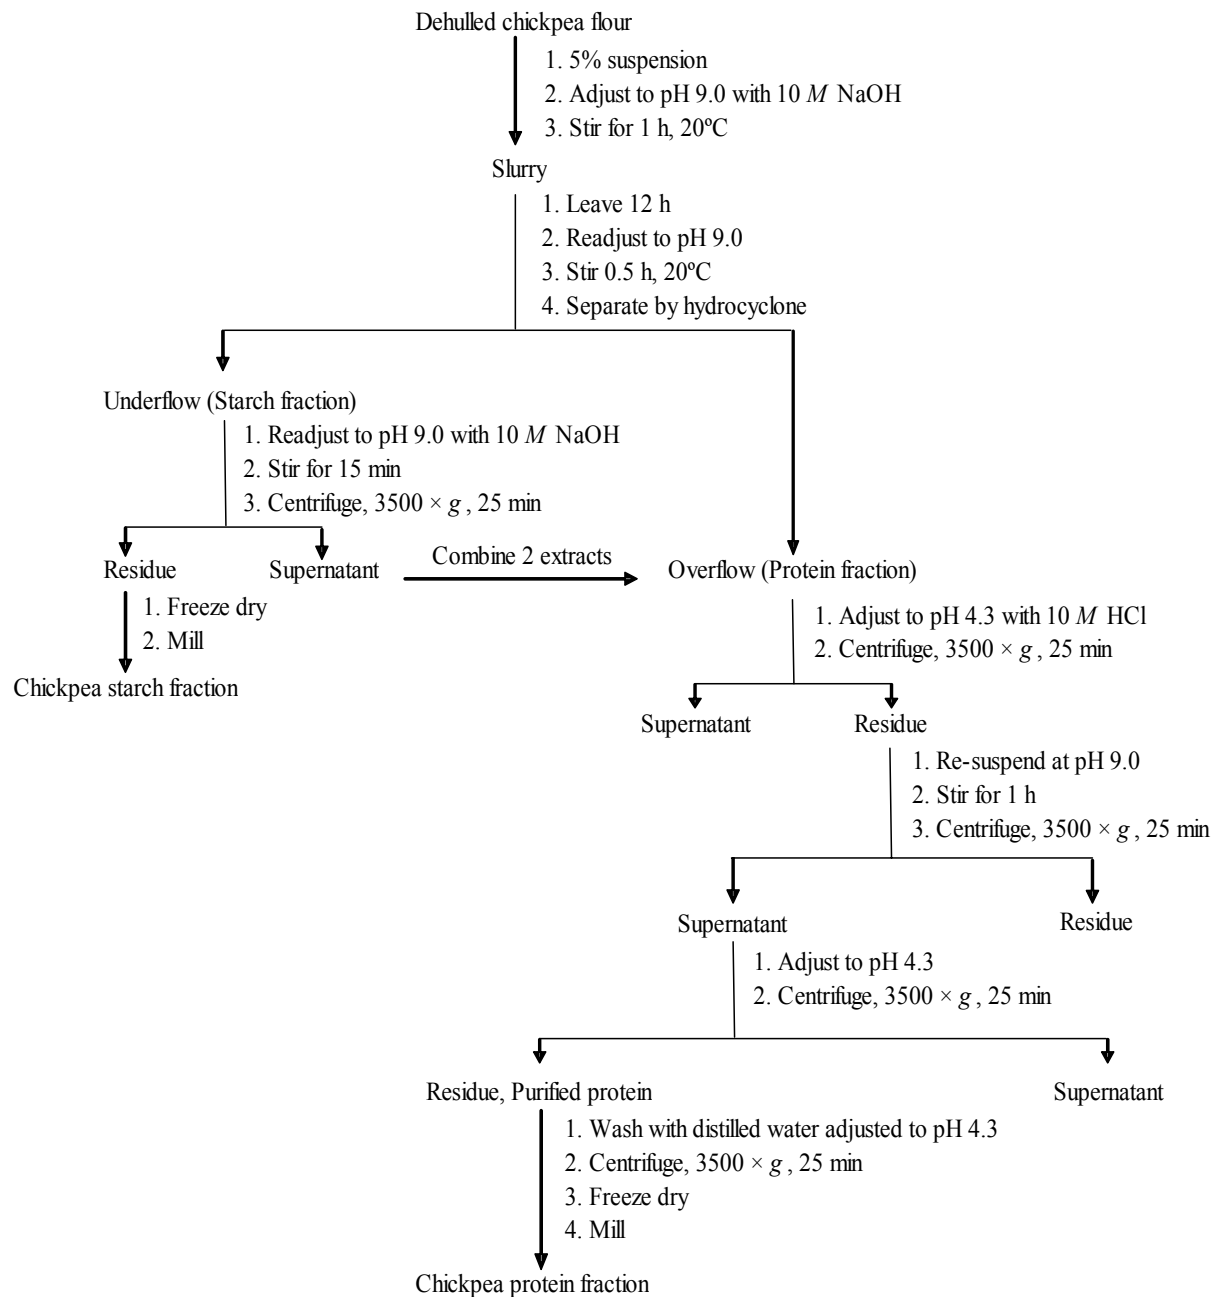 Dehulled chickpea flour
1. 5% suspension
2. Adjust to pH 9.0 with 10 M NaOH
3. Stir for 1 h, 20ºC
Slurry
1. Leave 12 h
2. Readjust to pH 9.0
3. Stir 0.5 h, 20ºC
4. Separate by hydrocyclone
Underflow (Starch fraction)
1. Readjust to pH 9.0 with 10 M NaOH
2. Stir for 15 min
3. Centrifuge, 3500 × g , 25 min
Residue
Supernatant
Combine 2 extracts
Overflow (Protein fraction)
1. Freeze dry
2. Mill
Chickpea starch fraction
1. Adjust to pH 4.3 with 10 M HCl
2. Centrifuge, 3500 × g , 25 min
Supernatant
Residue
1. Re-suspend at pH 9.0
2. Stir for 1 h
3. Centrifuge, 3500 × g , 25 min
Supernatant
Residue
1. Adjust to pH 4.3
2. Centrifuge, 3500 × g , 25 min
Residue, Purified protein
Supernatant
1. Wash with distilled water adjusted to pH 4.3
2. Centrifuge, 3500 × g , 25 min
3. Freeze dry
4. Mill
Chickpea protein fraction